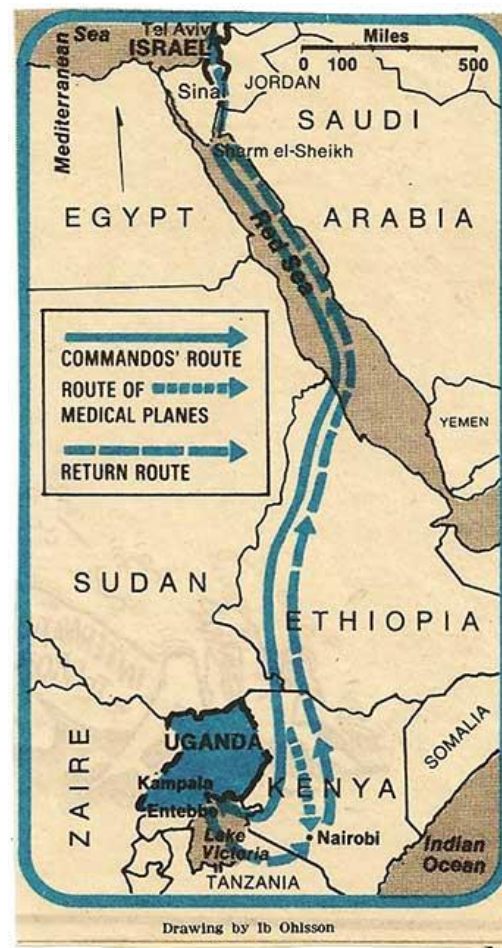 Mediterranean Sea
Tel Aviv
ISRAEL
Sinai
JORDAN
Miles
0 100 500
SAUDI
ARABIA
Sharm el-Sheikh
EGYPT
Red Sea
COMMANDOS' ROUTE
ROUTE OF
MEDICAL PLANES
RETURN ROUTE
YEMEN
SUDAN
ETHIOPIA
SOMALIA
UGANDA
Kampala
Entebbe
ZAIRE
KENYA
Lake
Victoria
Nairobi
TANZANIA
Indian
Ocean
Drawing by Ib Ohlsson